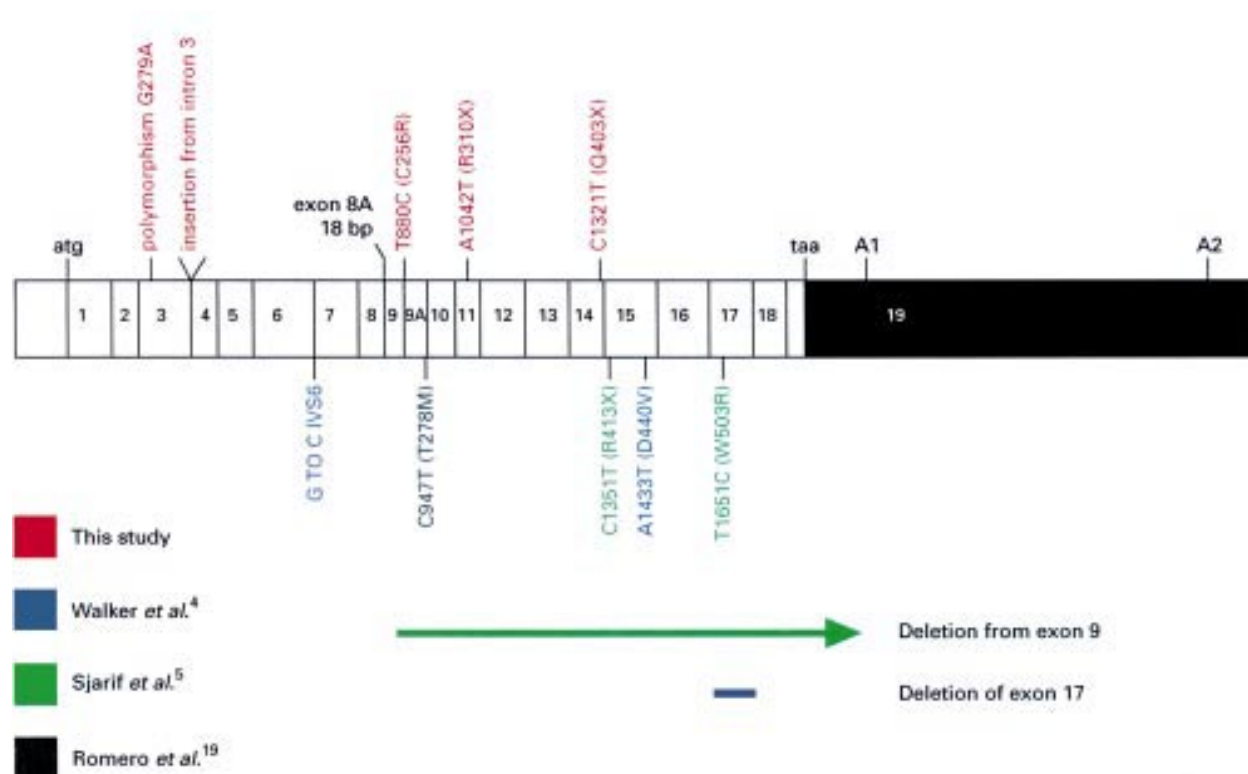 polymorphism G279A
insertion from intron 3
T880C (C256R)
A1042T (R310X)
C1321T (Q403X)
exon 8A
18 bp
atg
taa
A1
A2
1 2 3 4 5 6 7 8 9 9A 10 11 12 13 14 15 16 17 18 19
G TO C IVS6
C947T (T278M)
C1351T (R413X)
A1433T (D440V)
T1651C (W503R)
This study
Walker et al.4
Sjarif et al.5
Romero et al.19
Deletion from exon 9
Deletion of exon 17